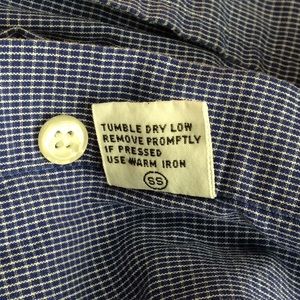 TUMBLE DRY LOW
REMOVE PROMPTLY
IF PRESSED
USE WARM IRON
SS